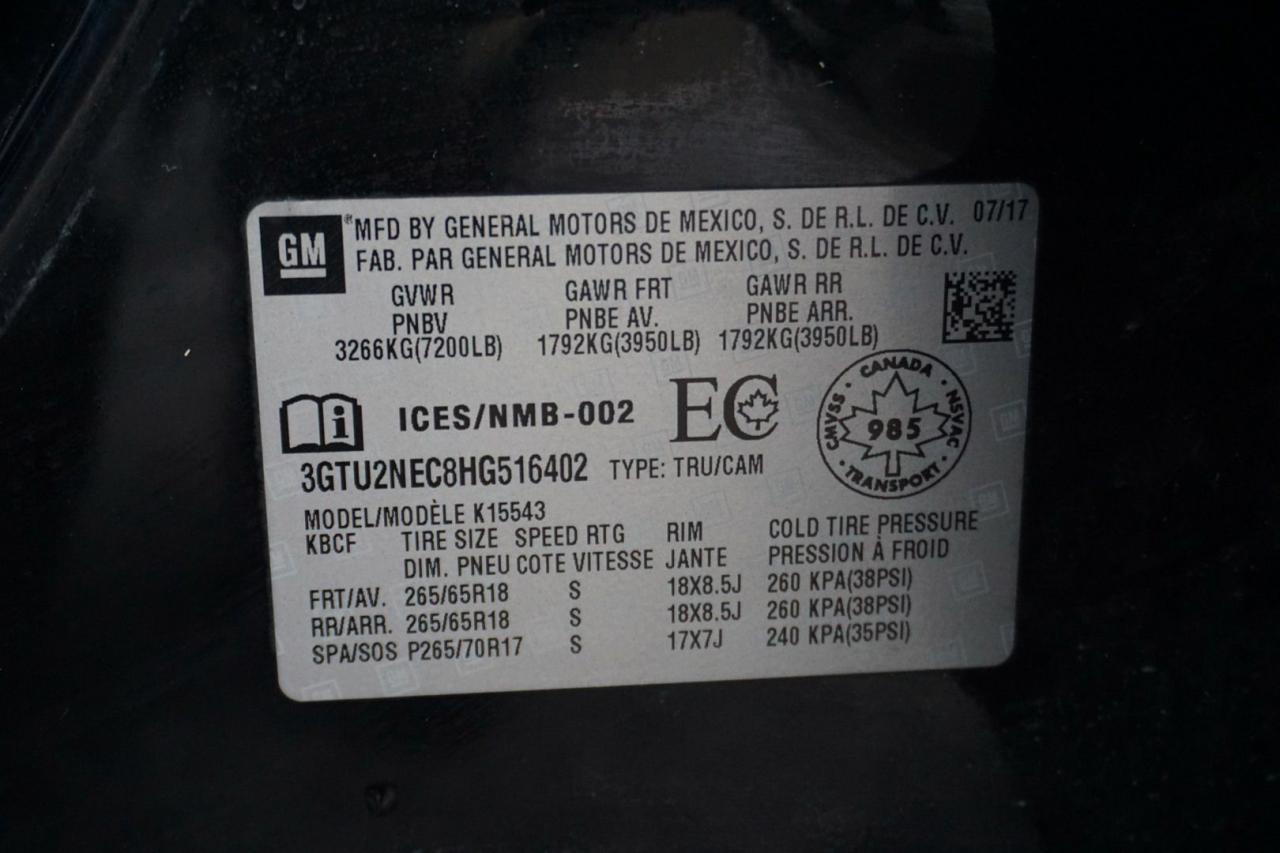 GM
®MFD BY GENERAL MOTORS DE MEXICO, S. DE R.L. DE C.V. 07/17
FAB. PAR GENERAL MOTORS DE MEXICO, S. DE R.L. DE C.V.
GVWR GAWR FRT GAWR RR
PNBV PNBE AV. PNBE ARR.
3266KG(7200LB) 1792KG(3950LB) 1792KG(3950LB)
i ICES/NMB-002 EC
CANADA
CMVSS 985 NSVAC
TRANSPORT
3GTU2NEC8HG516402 TYPE: TRU/CAM
MODEL/MODÈLE K15543
KBCF TIRE SIZE SPEED RTG RIM COLD TIRE PRESSURE
DIM. PNEU COTE VITESSE JANTE PRESSION À FROID
FRT/AV. 265/65R18 S 18X8.5J 260 KPA(38PSI)
RR/ARR. 265/65R18 S 18X8.5J 260 KPA(38PSI)
SPA/SOS P265/70R17 S 17X7J 240 KPA(35PSI)